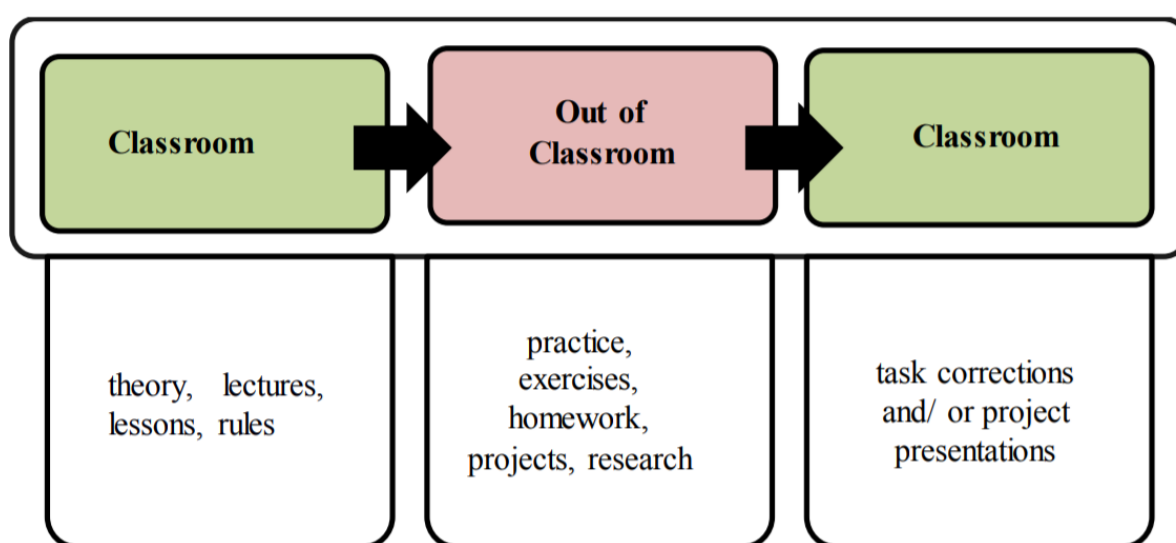 Classroom
Out of
Classroom
Classroom
theory, lectures,
lessons, rules
practice,
exercises,
homework,
projects, research
task corrections
and/ or project
presentations